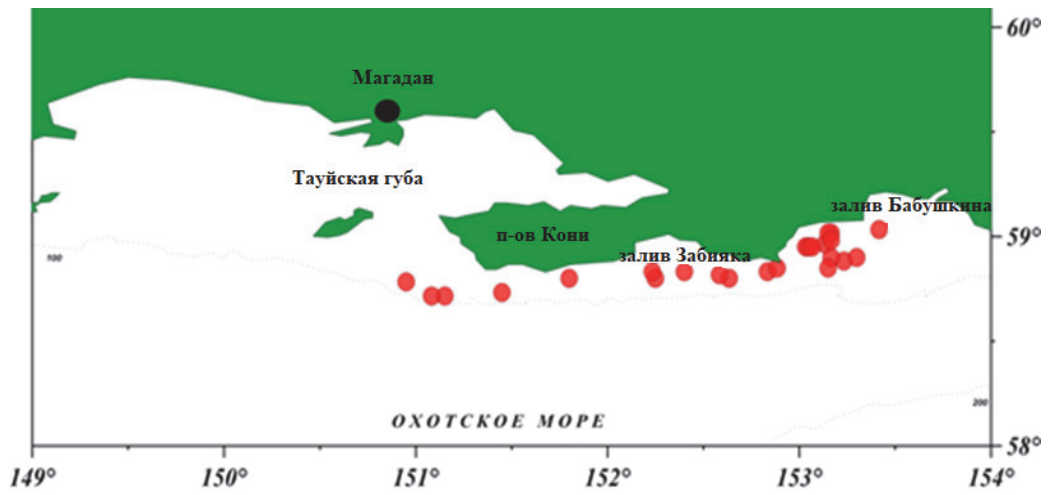 60°
Магадан
Тауйская губа
залив Бабушкина
п-ов Кони
59°
залив Забияка
100
200
ОХОТСКОЕ МОРЕ
58°
149°
150°
151°
152°
153°
154°